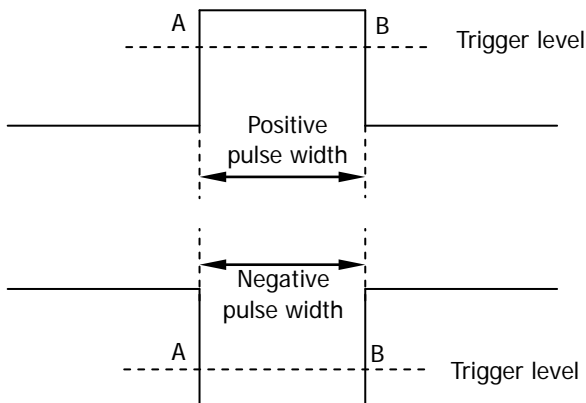 A
B
Trigger level
Positive
pulse width
Negative
pulse width
A
B
Trigger level